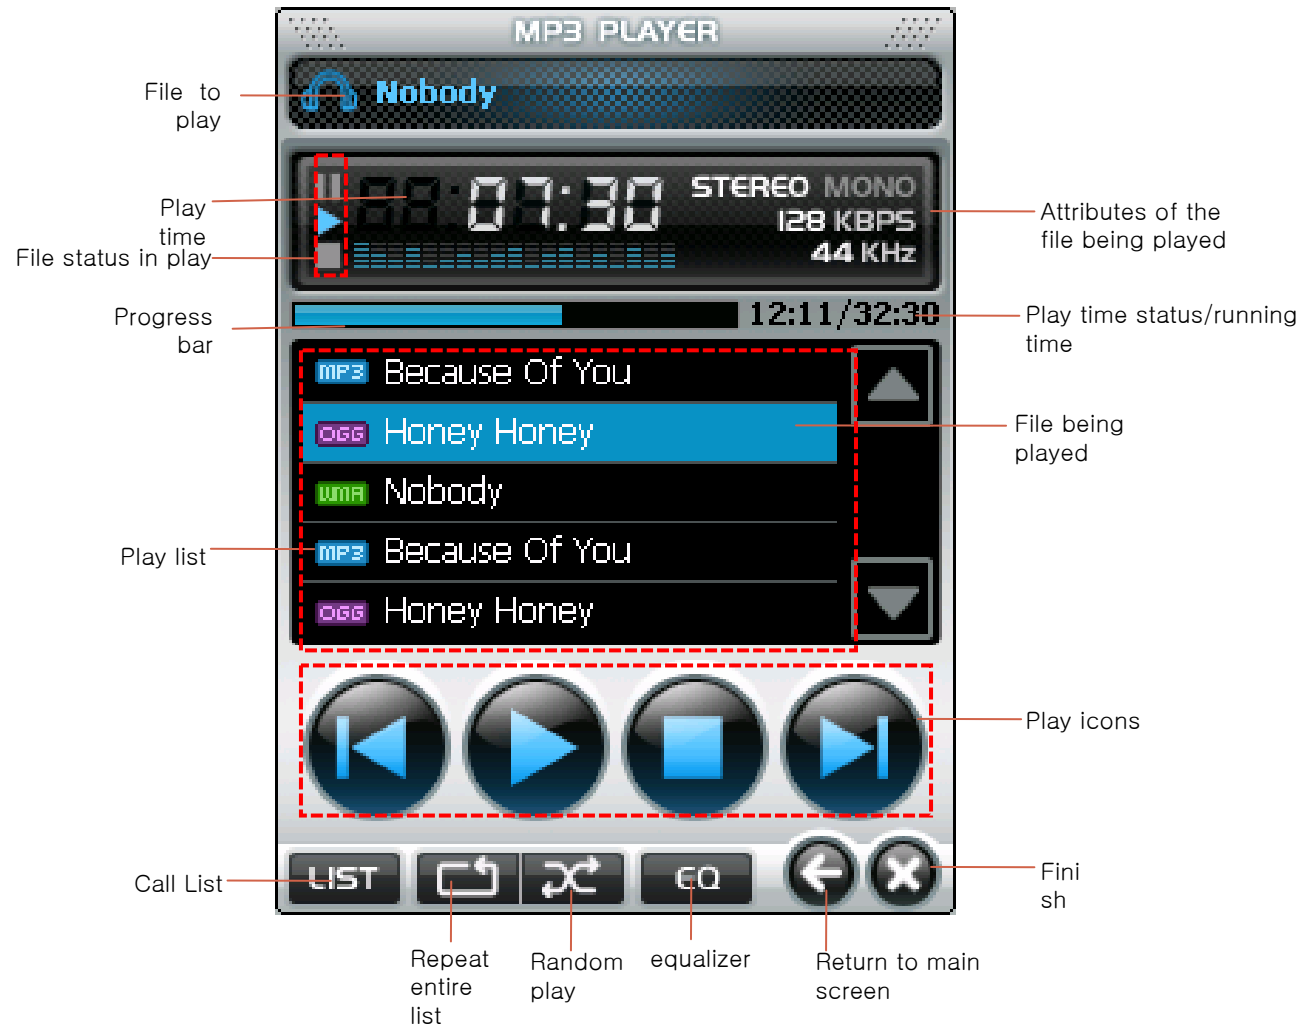 MP3 PLAYER
File to
play
Nobody
Play
time
07:30
STEREO MONO
128 KBPS
44 KHz
Attributes of the
file being played
File status in play
Progress
bar
12:11/32:30
Play time status/running
time
MP3 Because Of You
OGG Honey Honey
File being
played
WMA Nobody
Play list
MP3 Because Of You
OGG Honey Honey
Play icons
Call List
LIST
EQ
Fini
sh
Repeat
entire
list
Random
play
equalizer
Return to main
screen